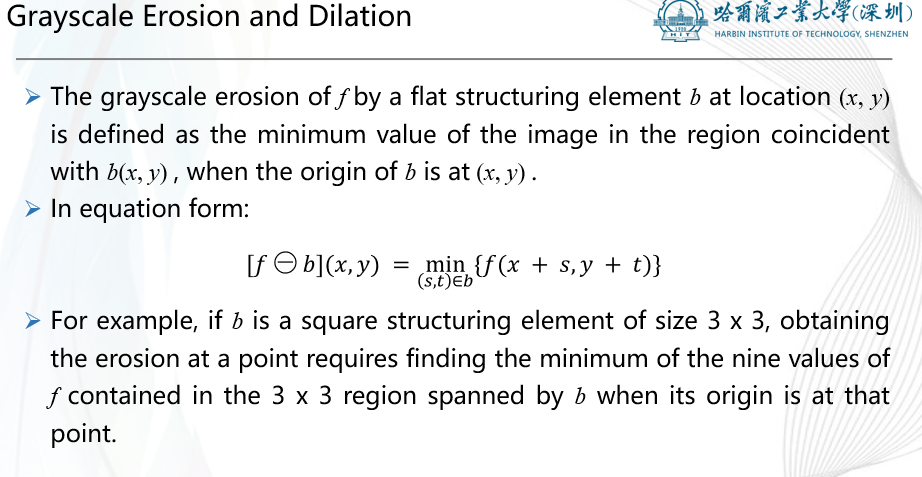 Grayscale Erosion and Dilation
哈爾濱工業大學(深圳)
HARBIN INSTITUTE OF TECHNOLOGY, SHENZHEN
HIT
➢ The grayscale erosion of f by a flat structuring element b at location (x, y)
is defined as the minimum value of the image in the region coincident
with b(x, y) , when the origin of b is at (x, y) .
➢ In equation form:
[f ⊖ b](x, y) = min{f(x + s, y + t)}
(s,t)∈b
➢ For example, if b is a square structuring element of size 3 x 3, obtaining
the erosion at a point requires finding the minimum of the nine values of
f contained in the 3 x 3 region spanned by b when its origin is at that
point.